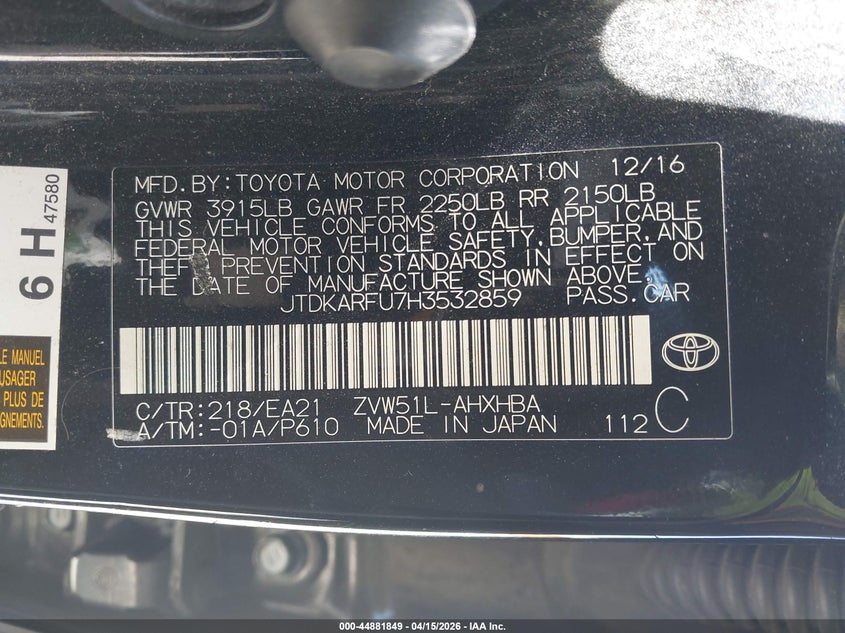 MFD. BY: TOYOTA MOTOR CORPORATION 12/16
GVWR 3915LB GAWR FR 2250LB RR 2150LB
THIS VEHICLE CONFORMS TO ALL APPLICABLE
FEDERAL MOTOR VEHICLE SAFETY, BUMPER, AND
THEFT PREVENTION STANDARDS IN EFFECT ON
THE DATE OF MANUFACTURE SHOWN ABOVE.
JTDKARFU7H3532859 PASS. CAR
C/TR: 218/EA21 ZVW51L-AHXHBA
A/TM: -01A/P610 MADE IN JAPAN 112 C
6 H 47580
LE MANUEL
USAGER
PLUS DE
GNEMENTS.
000-44881849 - 04/15/2026 - IAA Inc.